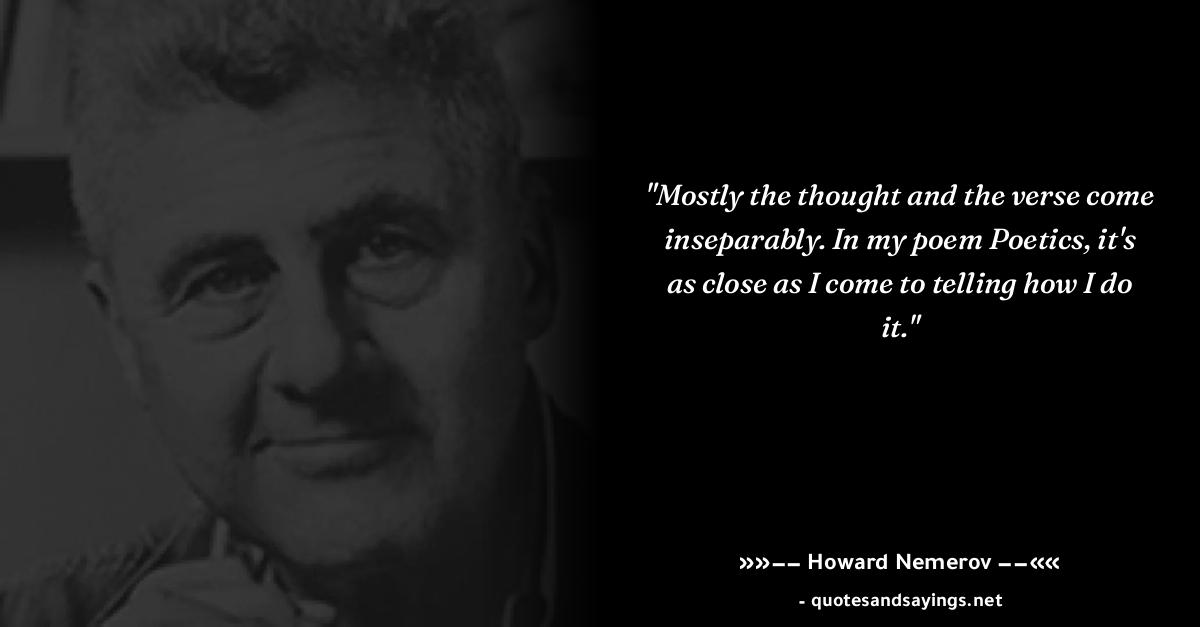 "Mostly the thought and the verse come
inseparably. In my poem Poetics, it's
as close as I come to telling how I do
it."
»»–– Howard Nemerov ––««
- quotesandsayings.net